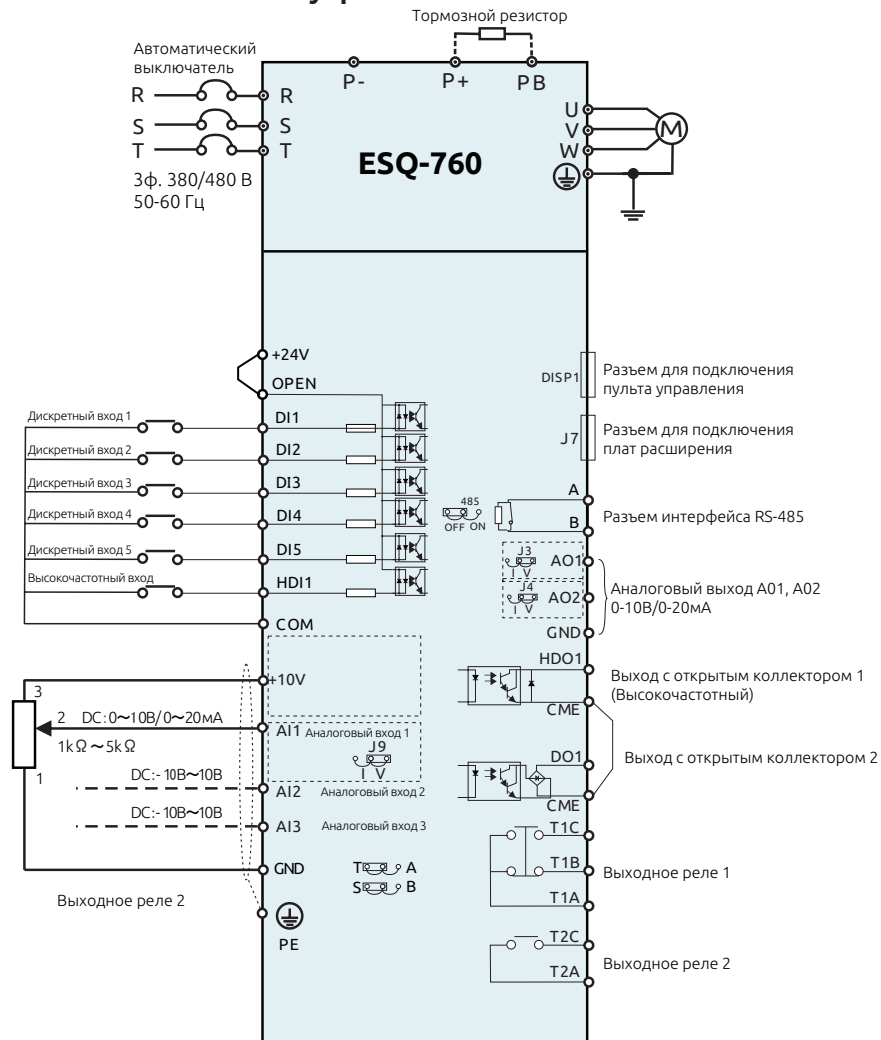 Тормозной резистор
Автоматический
выключатель
P-
P+
PB
R
R
S
S
T
T
3ф. 380/480 В
50-60 Гц
ESQ-760
U
V
W
M
+24V
OPEN
DISP1
Разъем для подключения
пульта управления
J7
Разъем для подключения
плат расширения
Дискретный вход 1
DI1
Дискретный вход 2
DI2
Дискретный вход 3
DI3
Дискретный вход 4
DI4
Дискретный вход 5
DI5
Высокочастотный вход
HDI1
COM
485
OFF ON
A
B
Разъем интерфейса RS-485
J3
I V
AO1
J4
I V
AO2
GND
Аналоговый выход А01, А02
0-10В/0-20мА
HDO1
CME
Выход с открытым коллектором 1
(Высокочастотный)
DO1
CME
Выход с открытым коллектором 2
+10V
3
2 DC:0~10В/0~20мА
1kΩ~5kΩ
1
AI1 Аналоговый вход 1
J9
I V
DC:-10В~10В
AI2 Аналоговый вход 2
DC:-10В~10В
AI3 Аналоговый вход 3
GND
T A
S B
Выходное реле 2
PE
T1C
T1B
T1A
Выходное реле 1
T2C
T2A
Выходное реле 2